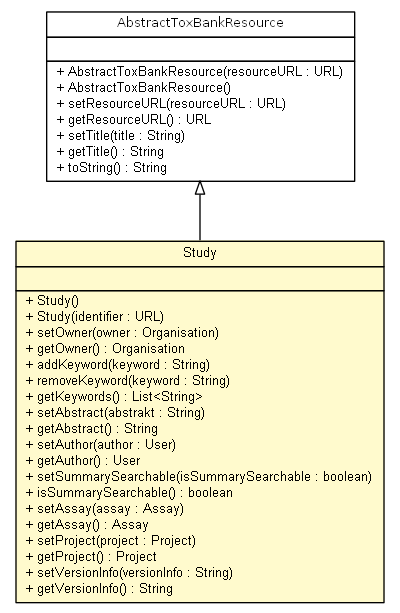 AbstractToxBankResource
+ AbstractToxBankResource(resourceURL : URL)
+ AbstractToxBankResource()
+ setResourceURL(resourceURL : URL)
+ getResourceURL() : URL
+ setTitle(title : String)
+ getTitle() : String
+ toString() : String
Study
+ Study()
+ Study(identifier : URL)
+ setOwner(owner : Organisation)
+ getOwner() : Organisation
+ addKeyword(keyword : String)
+ removeKeyword(keyword : String)
+ getKeywords() : List<String>
+ setAbstract(abstrakt : String)
+ getAbstract() : String
+ setAuthor(author : User)
+ getAuthor() : User
+ setSummarySearchable(isSummarySearchable : boolean)
+ isSummarySearchable() : boolean
+ setAssay(assay : Assay)
+ getAssay() : Assay
+ setProject(project : Project)
+ getProject() : Project
+ setVersionInfo(versionInfo : String)
+ getVersionInfo() : String